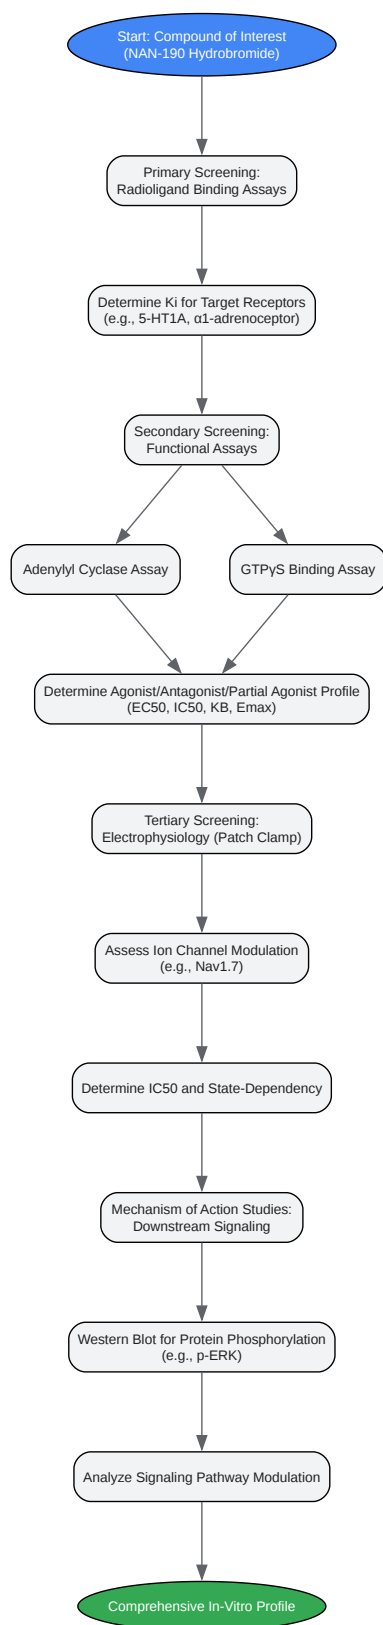 Start: Compound of Interest
(NAN-190 Hydrobromide)
Primary Screening:
Radioligand Binding Assays
Determine Ki for Target Receptors
(e.g., 5-HT1A, α1-adrenoceptor)
Secondary Screening:
Functional Assays
Adenylyl Cyclase Assay
GTPγS Binding Assay
Determine Agonist/Antagonist/Partial Agonist Profile
(EC50, IC50, KB, Emax)
Tertiary Screening:
Electrophysiology (Patch Clamp)
Assess Ion Channel Modulation
(e.g., Nav1.7)
Determine IC50 and State-Dependency
Mechanism of Action Studies:
Downstream Signaling
Western Blot for Protein Phosphorylation
(e.g., p-ERK)
Analyze Signaling Pathway Modulation
Comprehensive In-Vitro Profile